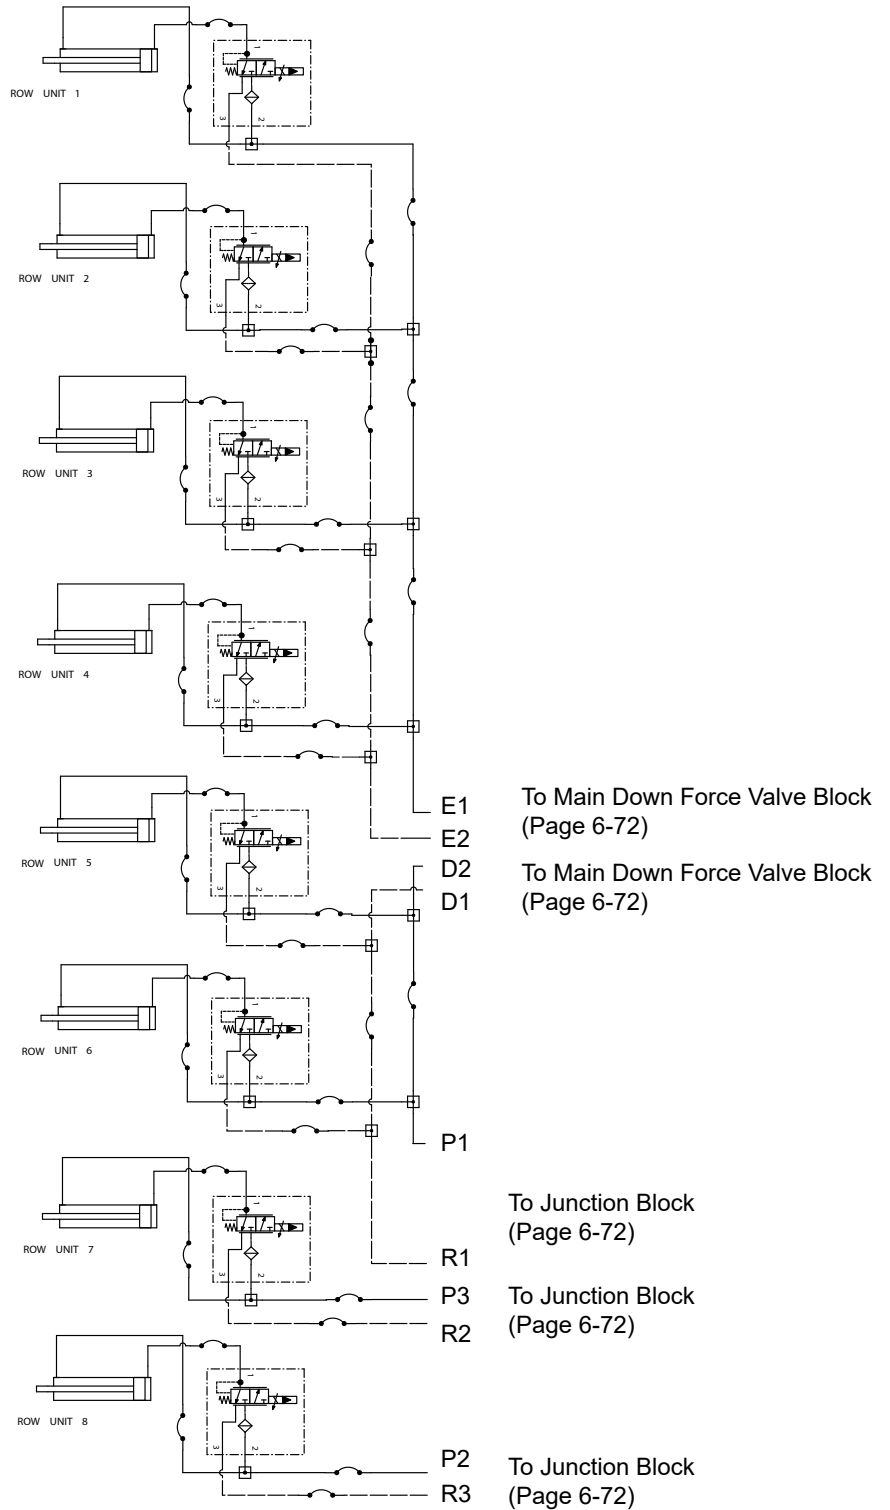 1
3
2
ROW UNIT 1
1
3
2
ROW UNIT 2
1
3
2
ROW UNIT 3
1
3
2
ROW UNIT 4
E1
To Main Down Force Valve Block
(Page 6-72)
E2
1
3
2
ROW UNIT 5
D2
To Main Down Force Valve Block
(Page 6-72)
D1
1
3
2
ROW UNIT 6
P1
1
3
2
ROW UNIT 7
To Junction Block
(Page 6-72)
R1
P3
To Junction Block
(Page 6-72)
R2
1
3
2
ROW UNIT 8
P2
To Junction Block
(Page 6-72)
R3